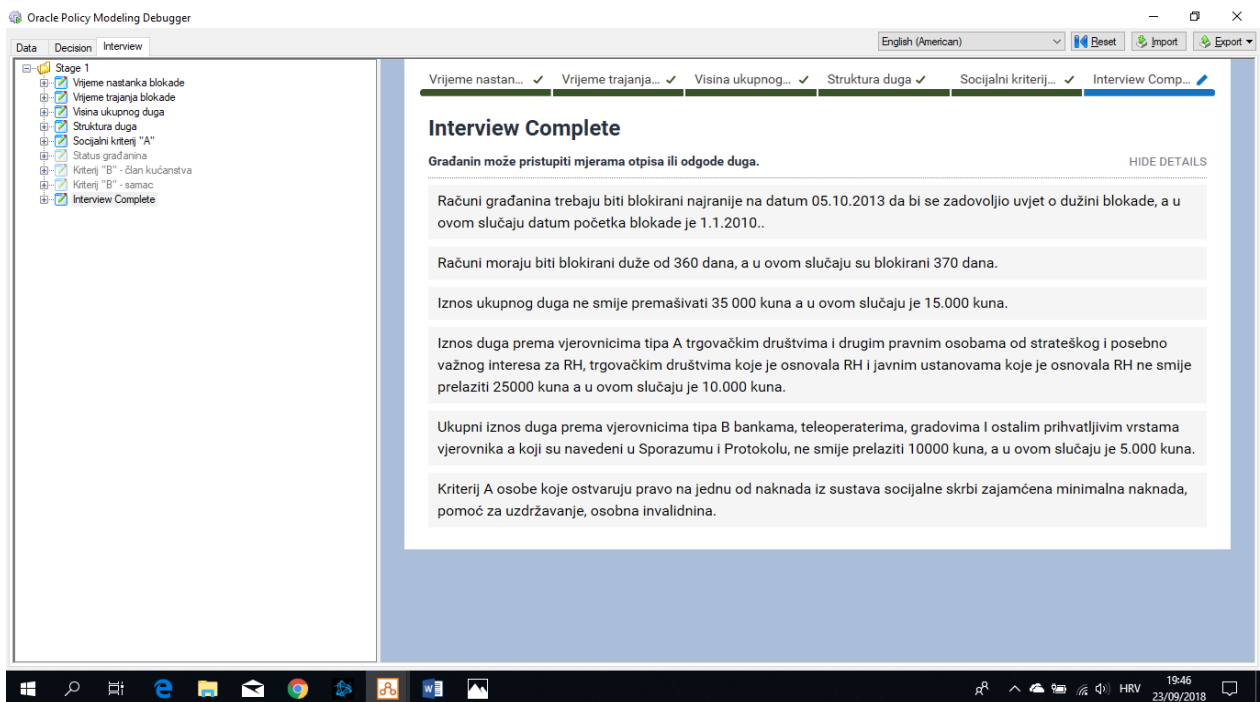 Oracle Policy Modeling Debugger
Data Decision Interview
English (American) Reset Import Export
Stage 1
Vrijeme nastanka blokade
Vrijeme trajanja blokade
Visina ukupnog duga
Struktura duga
Socijalni kriterij "A"
Status građanina
Kriterij "B" - član kućanstva
Kriterij "B" - samac
Interview Complete
Vrijeme nastan... Vrijeme trajanja... Visina ukupnog... Struktura duga Socijalni kriterij... Interview Comp...
Interview Complete
Građanin može pristupiti mjerama otpisa ili odgode duga. HIDE DETAILS
Računi građanina trebaju biti blokirani najranije na datum 05.10.2013 da bi se zadovoljio uvjet o dužini blokade, a u
ovom slučaju datum početka blokade je 1.1.2010..
Računi moraju biti blokirani duže od 360 dana, a u ovom slučaju su blokirani 370 dana.
Iznos ukupnog duga ne smije premašivati 35 000 kuna a u ovom slučaju je 15.000 kuna.
Iznos duga prema vjerovnicima tipa A trgovačkim društvima i drugim pravnim osobama od strateškog i posebno
važnog interesa za RH, trgovačkim društvima koje je osnovala RH i javnim ustanovama koje je osnovala RH ne smije
prelaziti 25000 kuna a u ovom slučaju je 10.000 kuna.
Ukupni iznos duga prema vjerovnicima tipa B bankama, teleoperaterima, gradovima I ostalim prihvatljivim vrstama
vjerovnika a koji su navedeni u Sporazumu i Protokolu, ne smije prelaziti 10000 kuna, a u ovom slučaju je 5.000 kuna.
Kriterij A osobe koje ostvaruju pravo na jednu od naknada iz sustava socijalne skrbi zajamćena minimalna naknada,
pomoć za uzdržavanje, osobna invalidnina.
HRV
19:46
23/09/2018